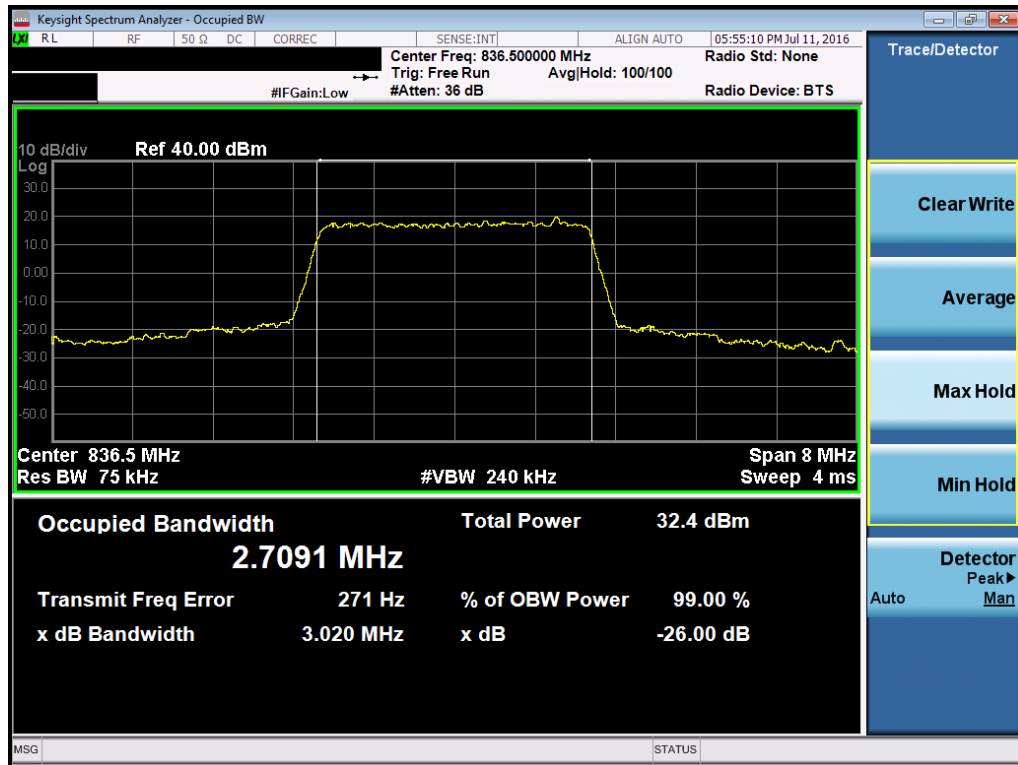 Keysight Spectrum Analyzer - Occupied BW
LXI RL RF 50 Ω DC CORREC SENSE:INT ALIGN AUTO 05:55:10 PM Jul 11, 2016
Center Freq: 836.500000 MHz Radio Std: None
Trig: Free Run Avg|Hold: 100/100
#IFGain:Low #Atten: 36 dB Radio Device: BTS
10 dB/div Ref 40.00 dBm
Log
30.0
20.0
10.0
0.00
-10.0
-20.0
-30.0
-40.0
-50.0
Center 836.5 MHz Span 8 MHz
Res BW 75 kHz #VBW 240 kHz Sweep 4 ms
Occupied Bandwidth Total Power 32.4 dBm
2.7091 MHz
Transmit Freq Error 271 Hz % of OBW Power 99.00 %
x dB Bandwidth 3.020 MHz x dB -26.00 dB
MSG STATUS
Trace/Detector
Clear Write
Average
Max Hold
Min Hold
Detector
Peak▶
Auto Man